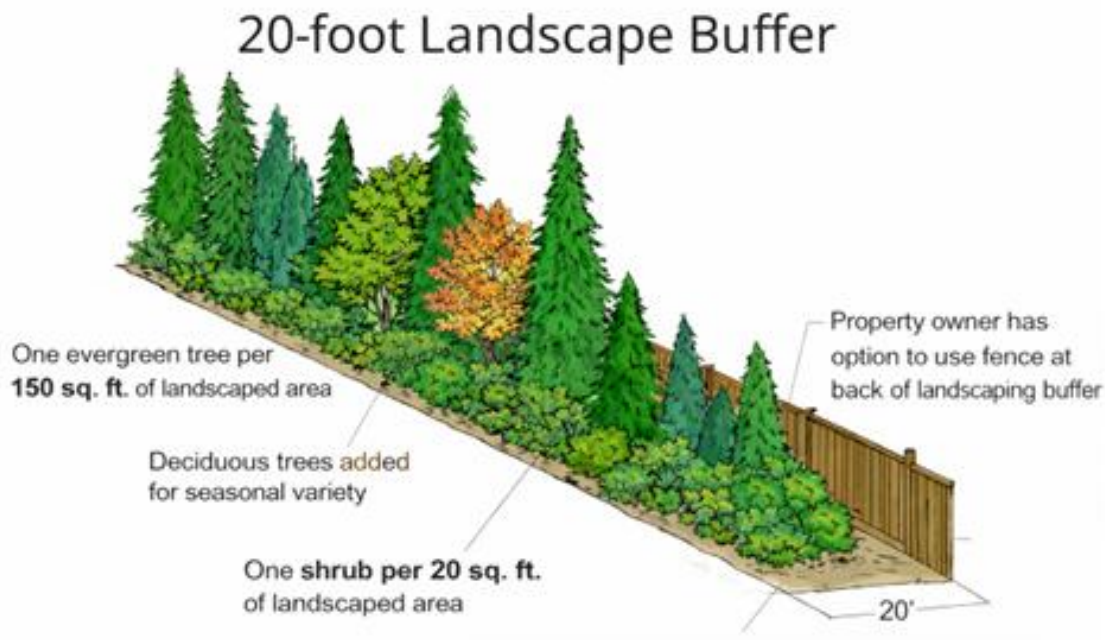 20-foot Landscape Buffer
One evergreen tree per
150 sq. ft. of landscaped area
Deciduous trees added
for seasonal variety
One shrub per 20 sq. ft.
of landscaped area
Property owner has
option to use fence at
back of landscaping buffer
20'